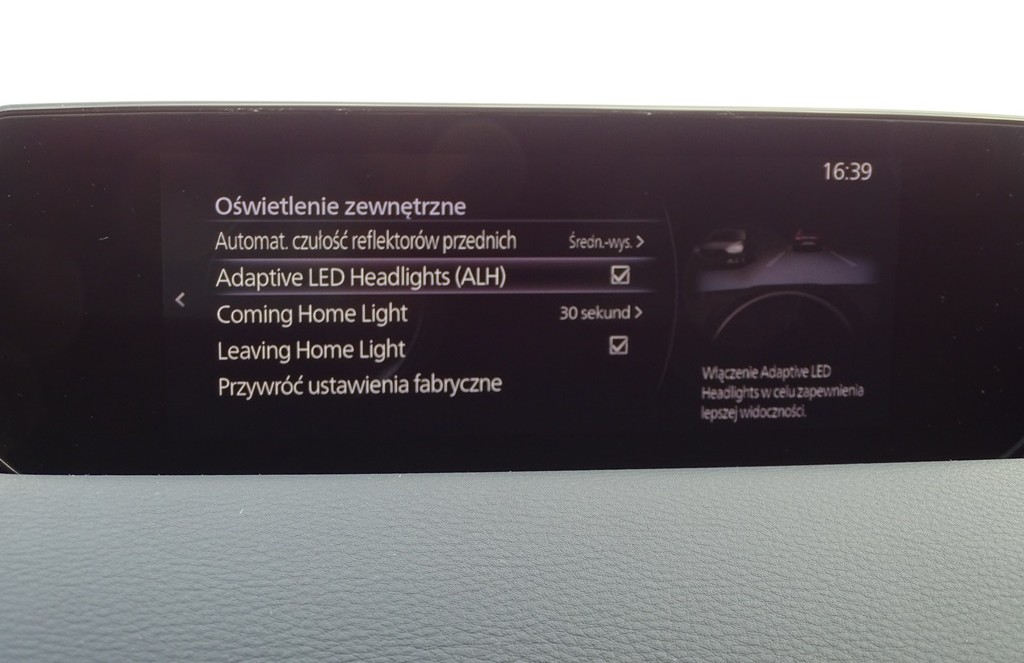 16:39
Oświetlenie zewnętrzne
Automat. czułość reflektorów przednich Średn.-wys. >
Adaptive LED Headlights (ALH)
Coming Home Light 30 sekund >
Leaving Home Light
Przywróć ustawienia fabryczne
Włączenie Adaptive LED
Headlights w celu zapewnienia
lepszej widoczności.